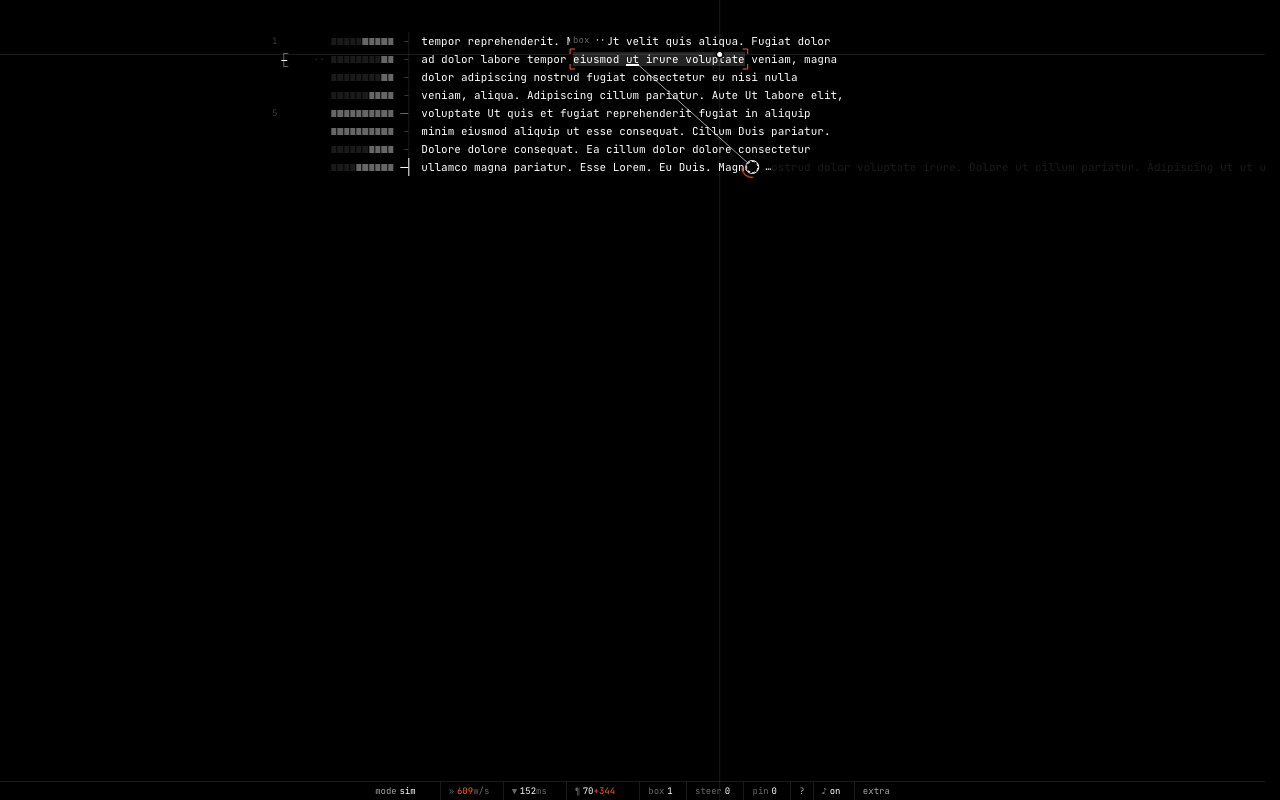 1 tempor reprehenderit. box Ut velit quis aliqua. Fugiat dolor
ad dolor labore tempor eiusmod ut irure voluptate veniam, magna
dolor adipiscing nostrud fugiat consectetur eu nisi nulla
veniam, aliqua. Adipiscing cillum pariatur. Aute Ut labore elit,
5 voluptate Ut quis et fugiat reprehenderit fugiat in aliquip
minim eiusmod aliquip ut esse consequat. Cillum Duis pariatur.
Dolore dolore consequat. Ea cillum dolor dolore consectetur
ullamco magna pariatur. Esse Lorem. Eu Duis. Magna … nostrud dolor voluptate irure. Dolore ut cillum pariatur. Adipiscing ut ut u
mode sim » 609w/s ▼ 152ms ¶ 70+344 box 1 steer 0 pin 0 ? ♪ on extra